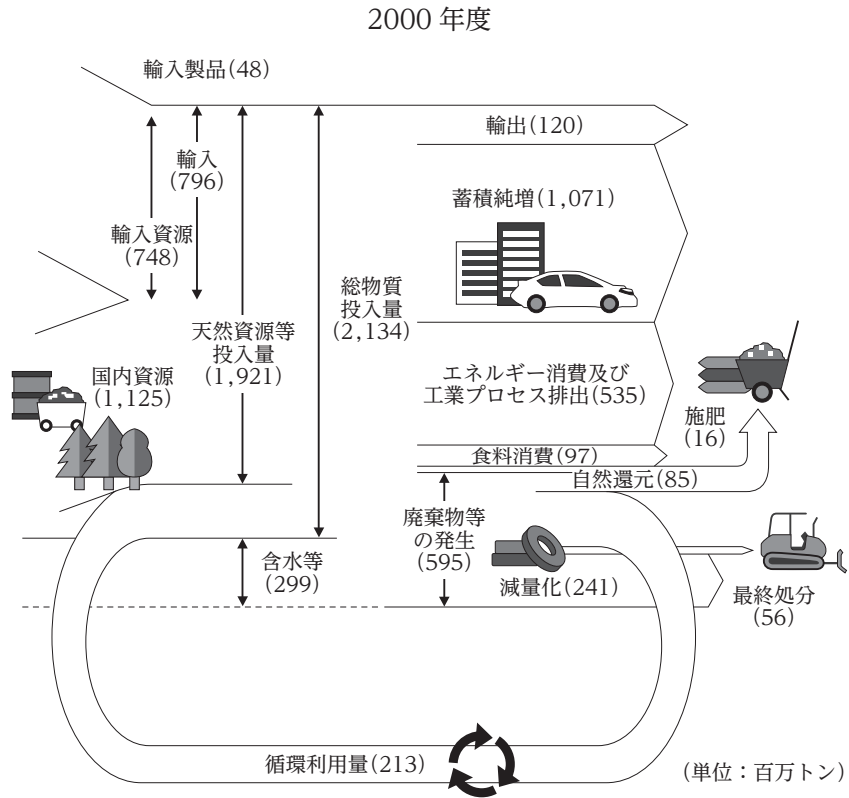 2000 年度
輸入製品(48)
輸出(120)
輸入
(796)
蓄積純増(1,071)
輸入資源
(748)
総物質
投入量
(2,134)
天然資源等
投入量
(1,921)
国内資源
(1,125)
エネルギー消費及び
工業プロセス排出(535)
施肥
(16)
食料消費(97)
自然還元(85)
廃棄物等
の発生
(595)
含水等
(299)
減量化(241)
最終処分
(56)
循環利用量(213)
(単位：百万トン)